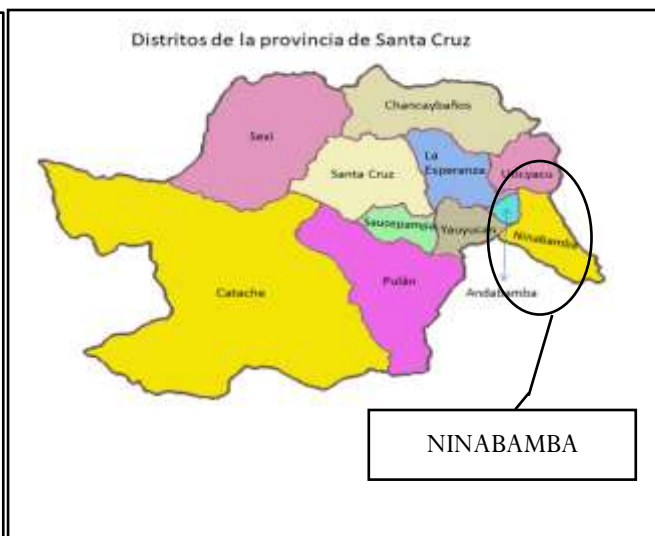 Distritos de la provincia de Santa Cruz
Chancaybaños
Sexi
La
Esperanza
Santa Cruz
Saucepampa
Yauyucan
Ninabamba
Pulán
Catache
Andabamba
NINABAMBA